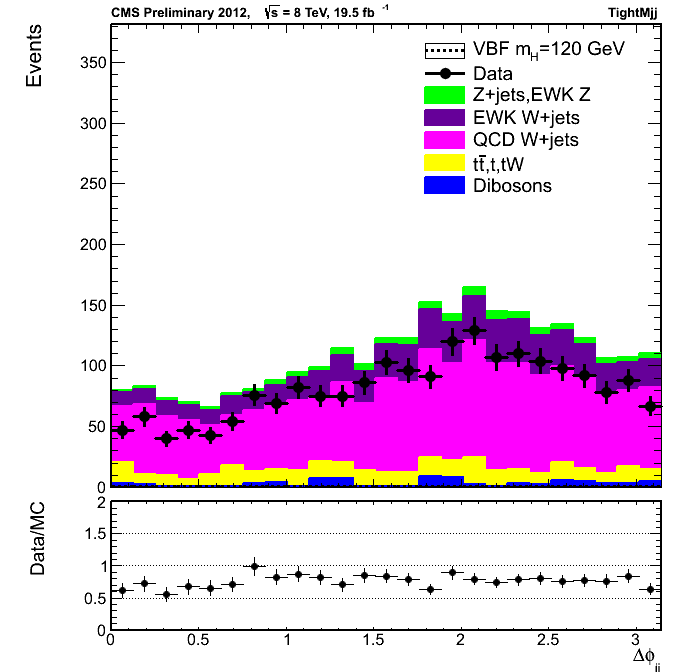 CMS Preliminary 2012, √s = 8 TeV, 19.5 fb⁻¹ TightMjj
Events
350
300
250
200
150
100
50
0
VBF m_H=120 GeV
Data
Z+jets,EWK Z
EWK W+jets
QCD W+jets
tt̄,t,tW
Dibosons
Data/MC
2
1.5
1
0.5
0
0 0.5 1 1.5 2 2.5 3
Δϕ_jj